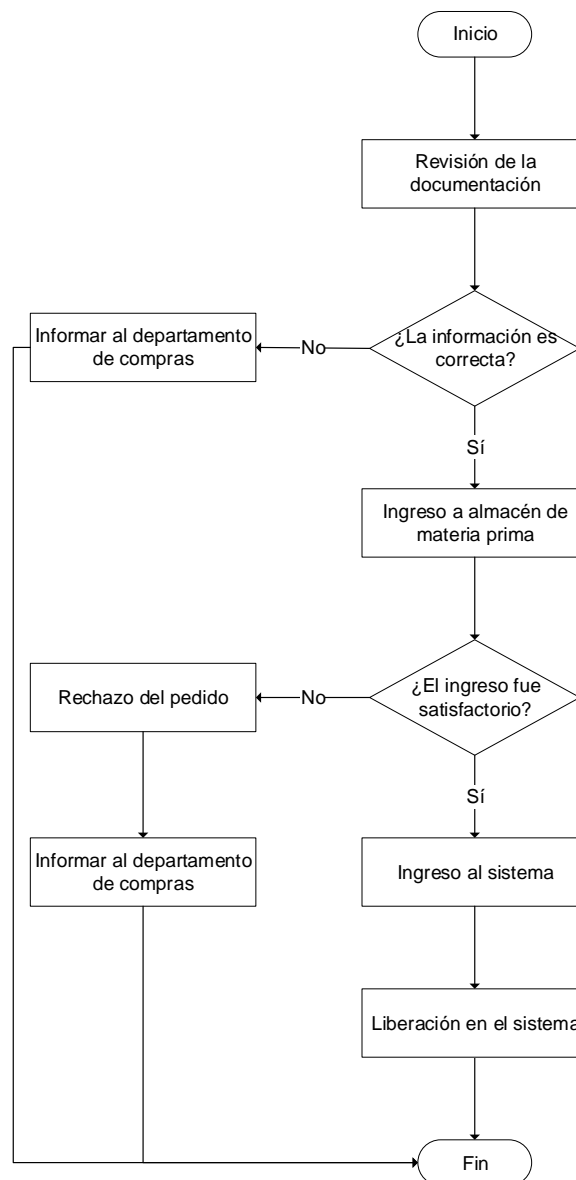 Inicio
Revisión de la
documentación
¿La información es
correcta?
No
Informar al departamento
de compras
Sí
Ingreso a almacén de
materia prima
¿El ingreso fue
satisfactorio?
No
Rechazo del pedido
Sí
Informar al departamento
de compras
Ingreso al sistema
Liberación en el sistema
Fin